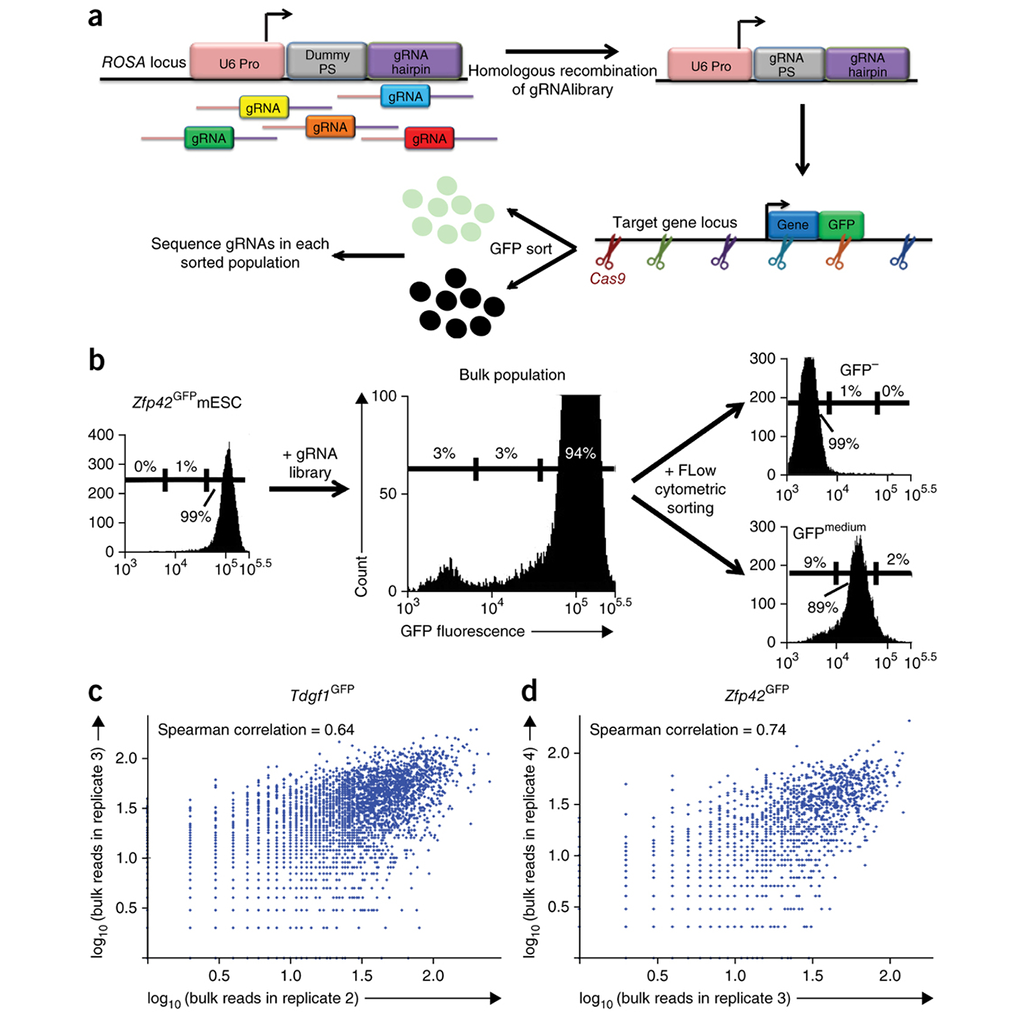 a
ROSA locus
U6 Pro
Dummy
PS
gRNA
hairpin
Homologous recombination
of gRNAlibrary
U6 Pro
gRNA
PS
gRNA
hairpin
gRNA
gRNA
gRNA
gRNA
gRNA
Sequence gRNAs in each
sorted population
GFP sort
Target gene locus
Gene
GFP
Cas9
b
Zfp42GFPmESC
400
300
200
100
0
0%
1%
99%
10³
10⁴
10⁵
10⁵·⁵
+ gRNA
library
Bulk population
100
50
0
Count
3%
3%
94%
10³
10⁴
10⁵
10⁵·⁵
GFP fluorescence
+ FLow
cytometric
sorting
300
200
100
0
GFP⁻
1%
0%
99%
10³
10⁴
10⁵
10⁵·⁵
300
200
100
0
GFPmedium
9%
2%
89%
10³
10⁴
10⁵
10⁵·⁵
c
Tdgf1GFP
Spearman correlation = 0.64
log₁₀ (bulk reads in replicate 3)
2.0
1.5
1.0
0.5
0.5
1.0
1.5
2.0
log₁₀ (bulk reads in replicate 2)
d
Zfp42GFP
Spearman correlation = 0.74
log₁₀ (bulk reads in replicate 4)
2.0
1.5
1.0
0.5
0.5
1.0
1.5
2.0
log₁₀ (bulk reads in replicate 3)